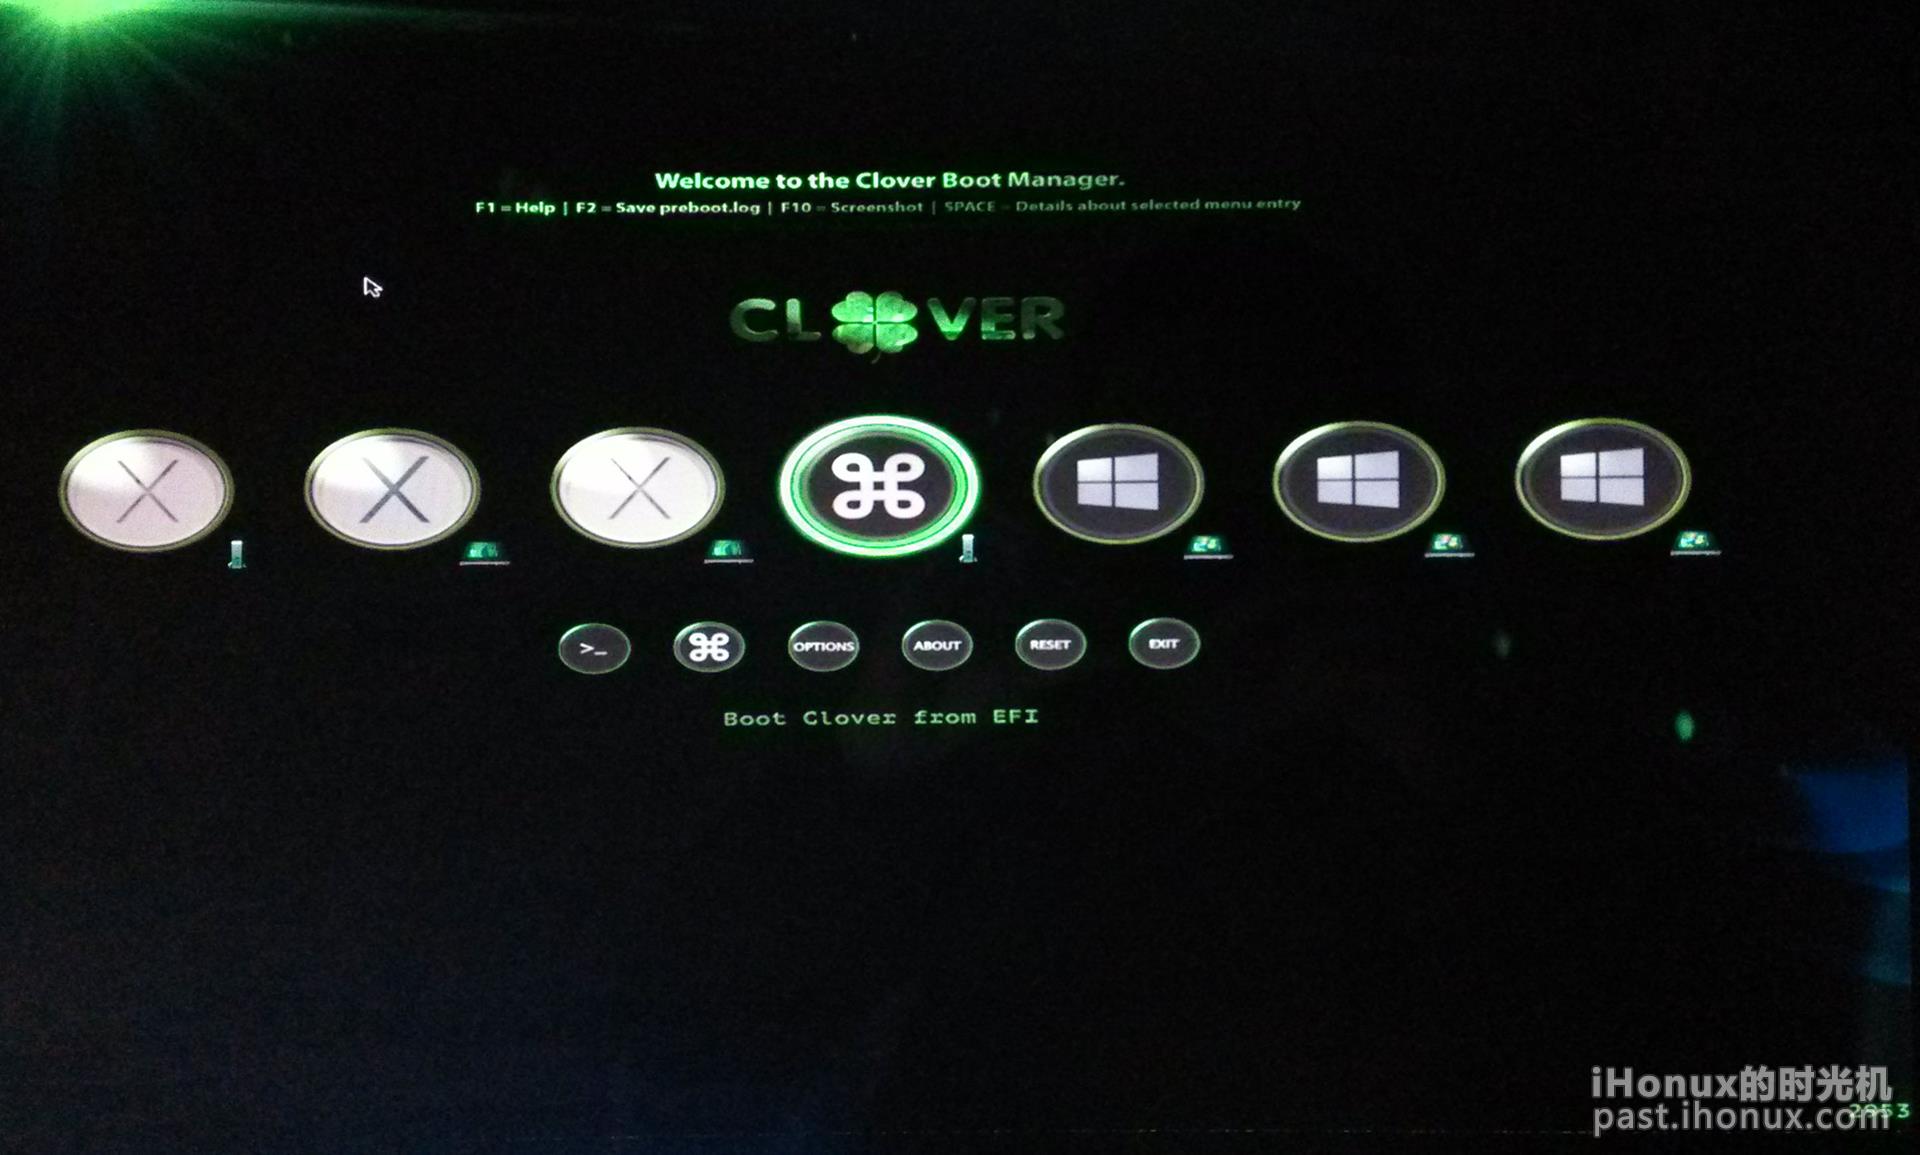 Welcome to the Clover Boot Manager.
F1 = Help | F2 = Save preboot.log | F10 = Screenshot | SPACE = Details about selected menu entry
CLOVER
X X X
>_ OPTIONS ABOUT RESET EXIT
Boot Clover from EFI
iHonux的时光机
past.ihonux.com